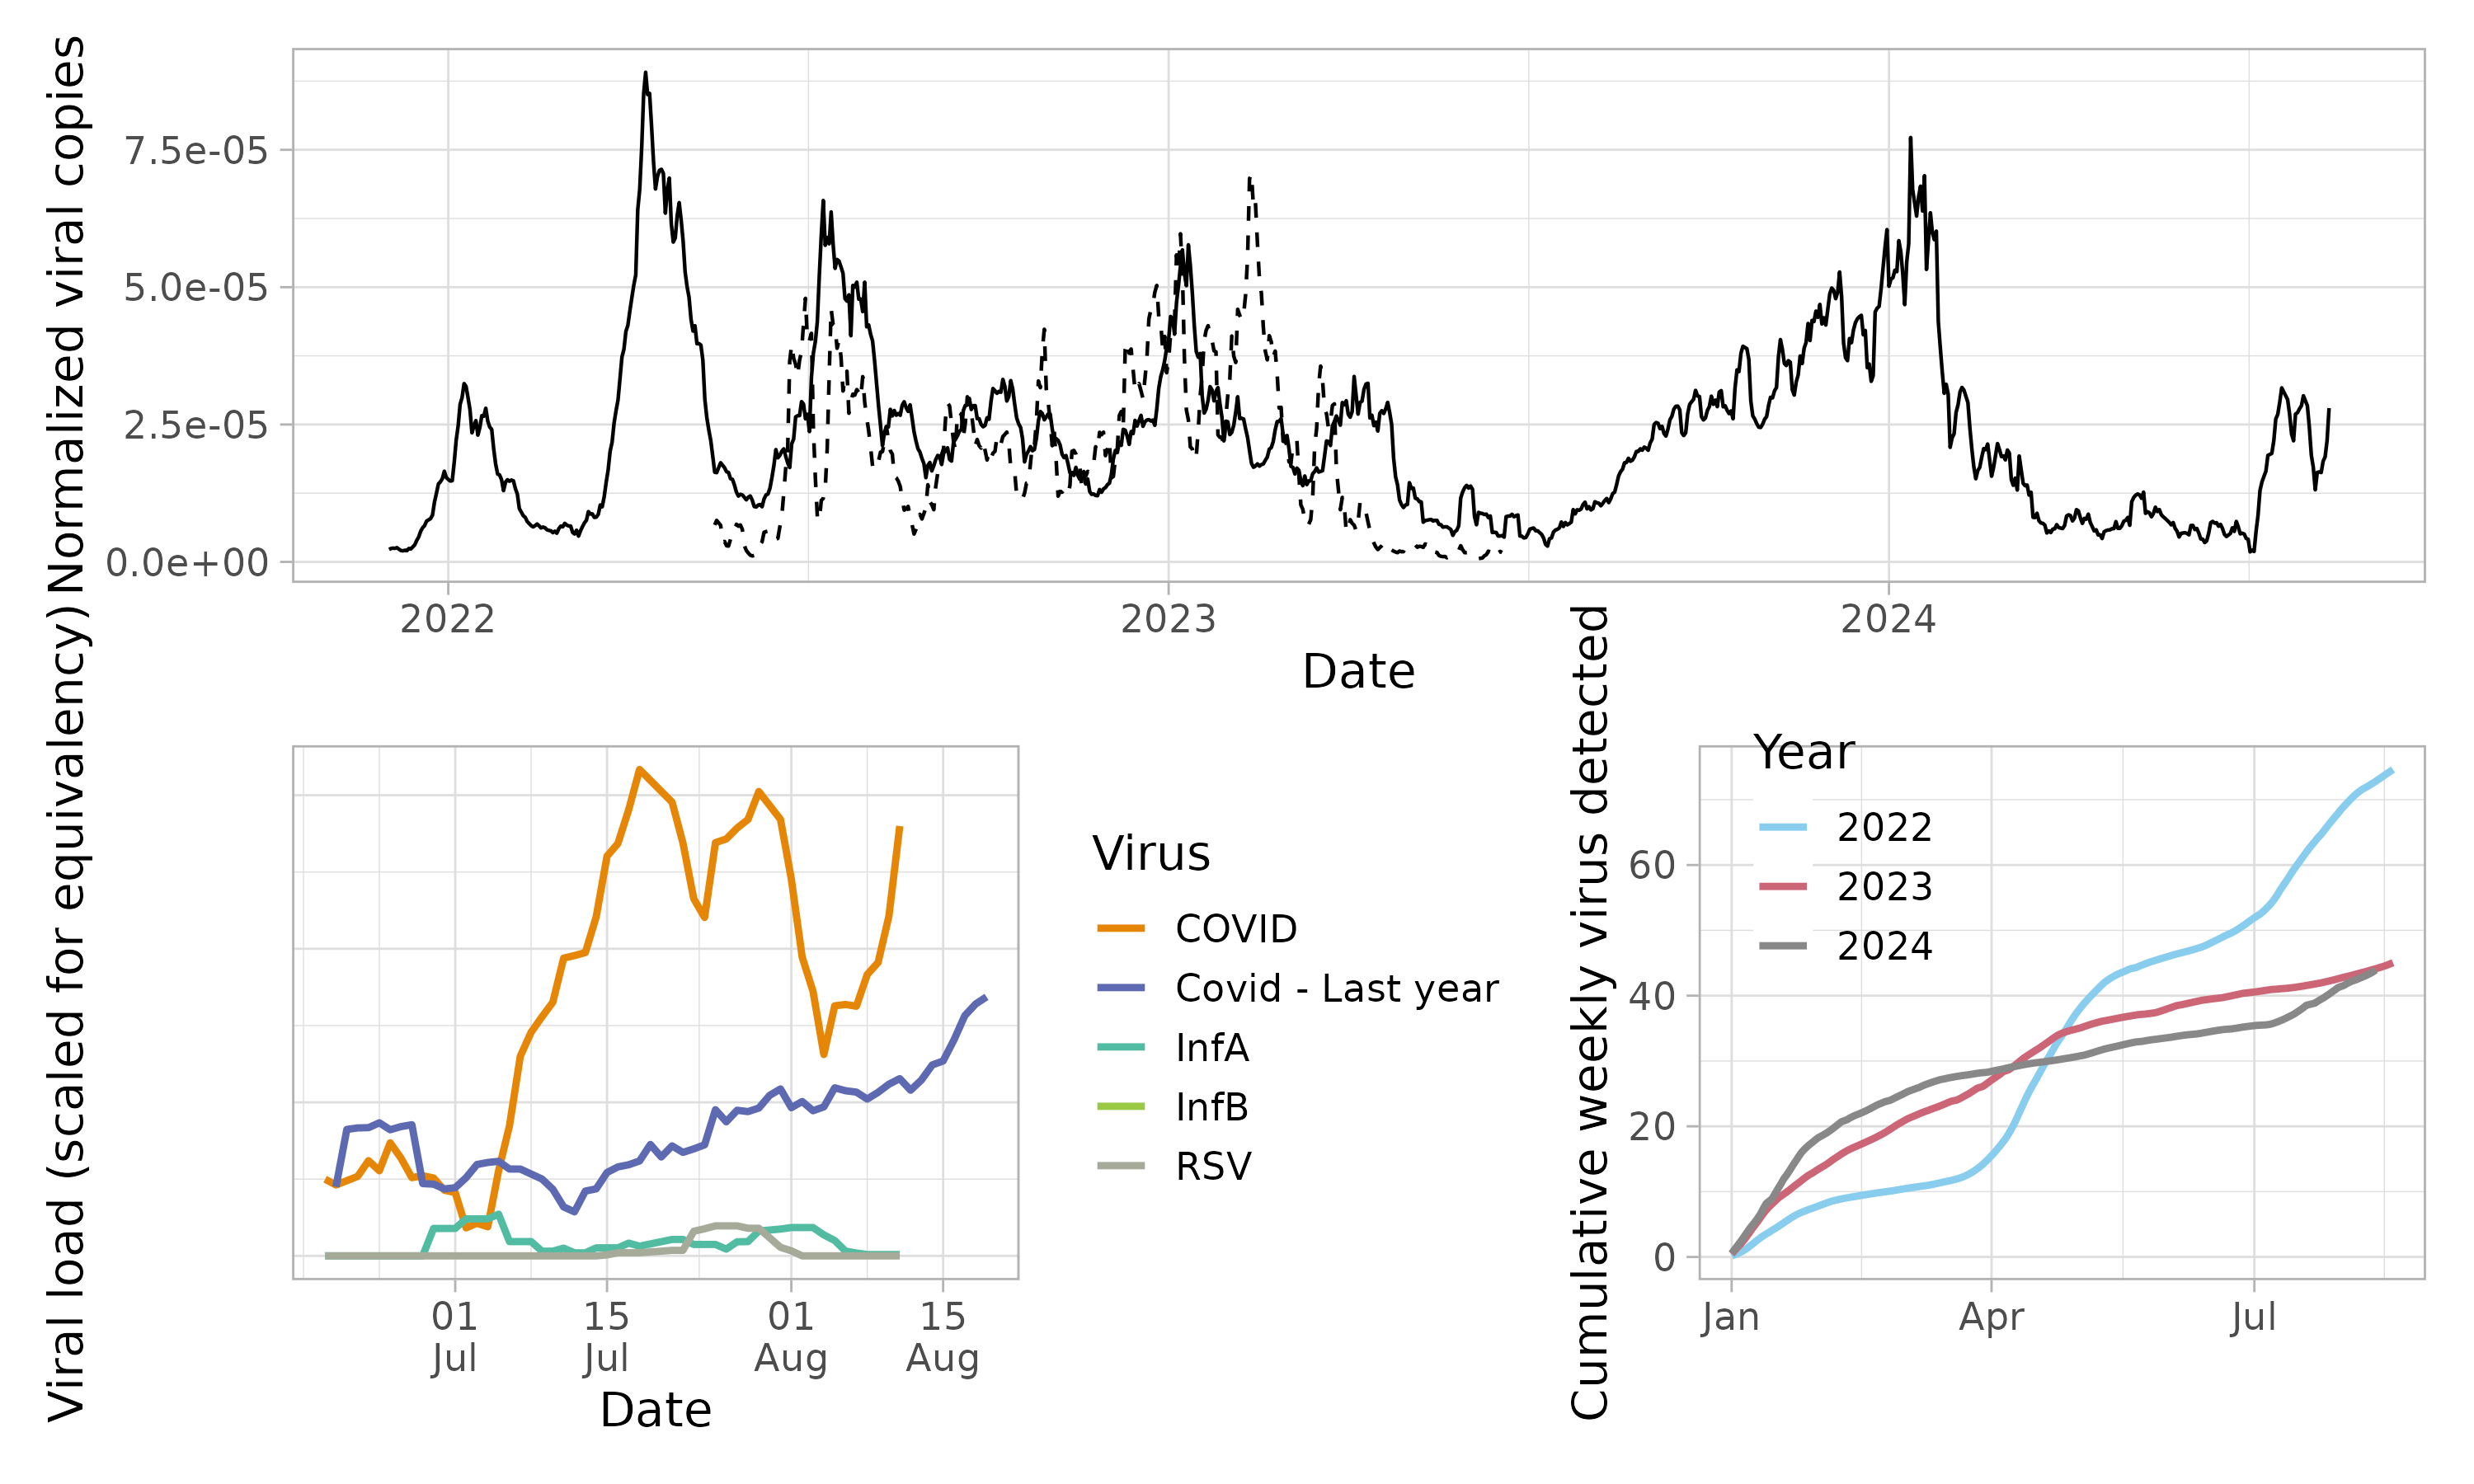 Normalized viral copies
7.5e-05
5.0e-05
2.5e-05
0.0e+00
2022
2023
2024
Date
Viral load (scaled for equivalency)
01
Jul
15
Jul
01
Aug
15
Aug
Date
Virus
COVID
Covid - Last year
InfA
InfB
RSV
Cumulative weekly virus detected
Year
2022
2023
2024
60
40
20
0
Jan
Apr
Jul